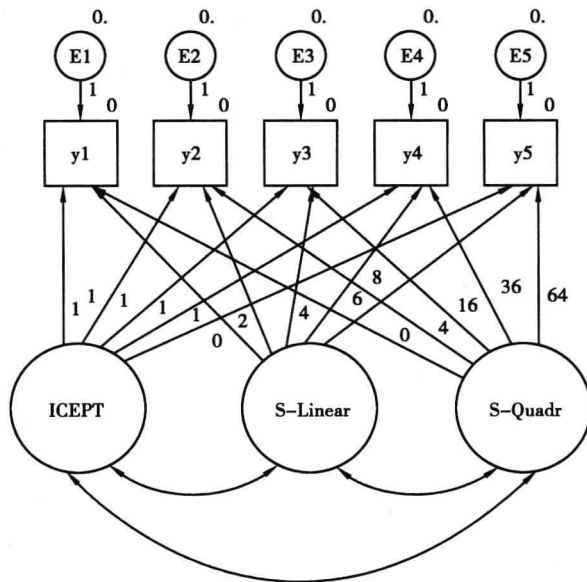 0. 0. 0. 0. 0.
E1 E2 E3 E4 E5
1 1 1 1 1
0 0 0 0 0
y1 y2 y3 y4 y5
8
36
1 1 1 1 1 2 4 6 16 64
0 0 4
ICEPT S-Linear S-Quadr